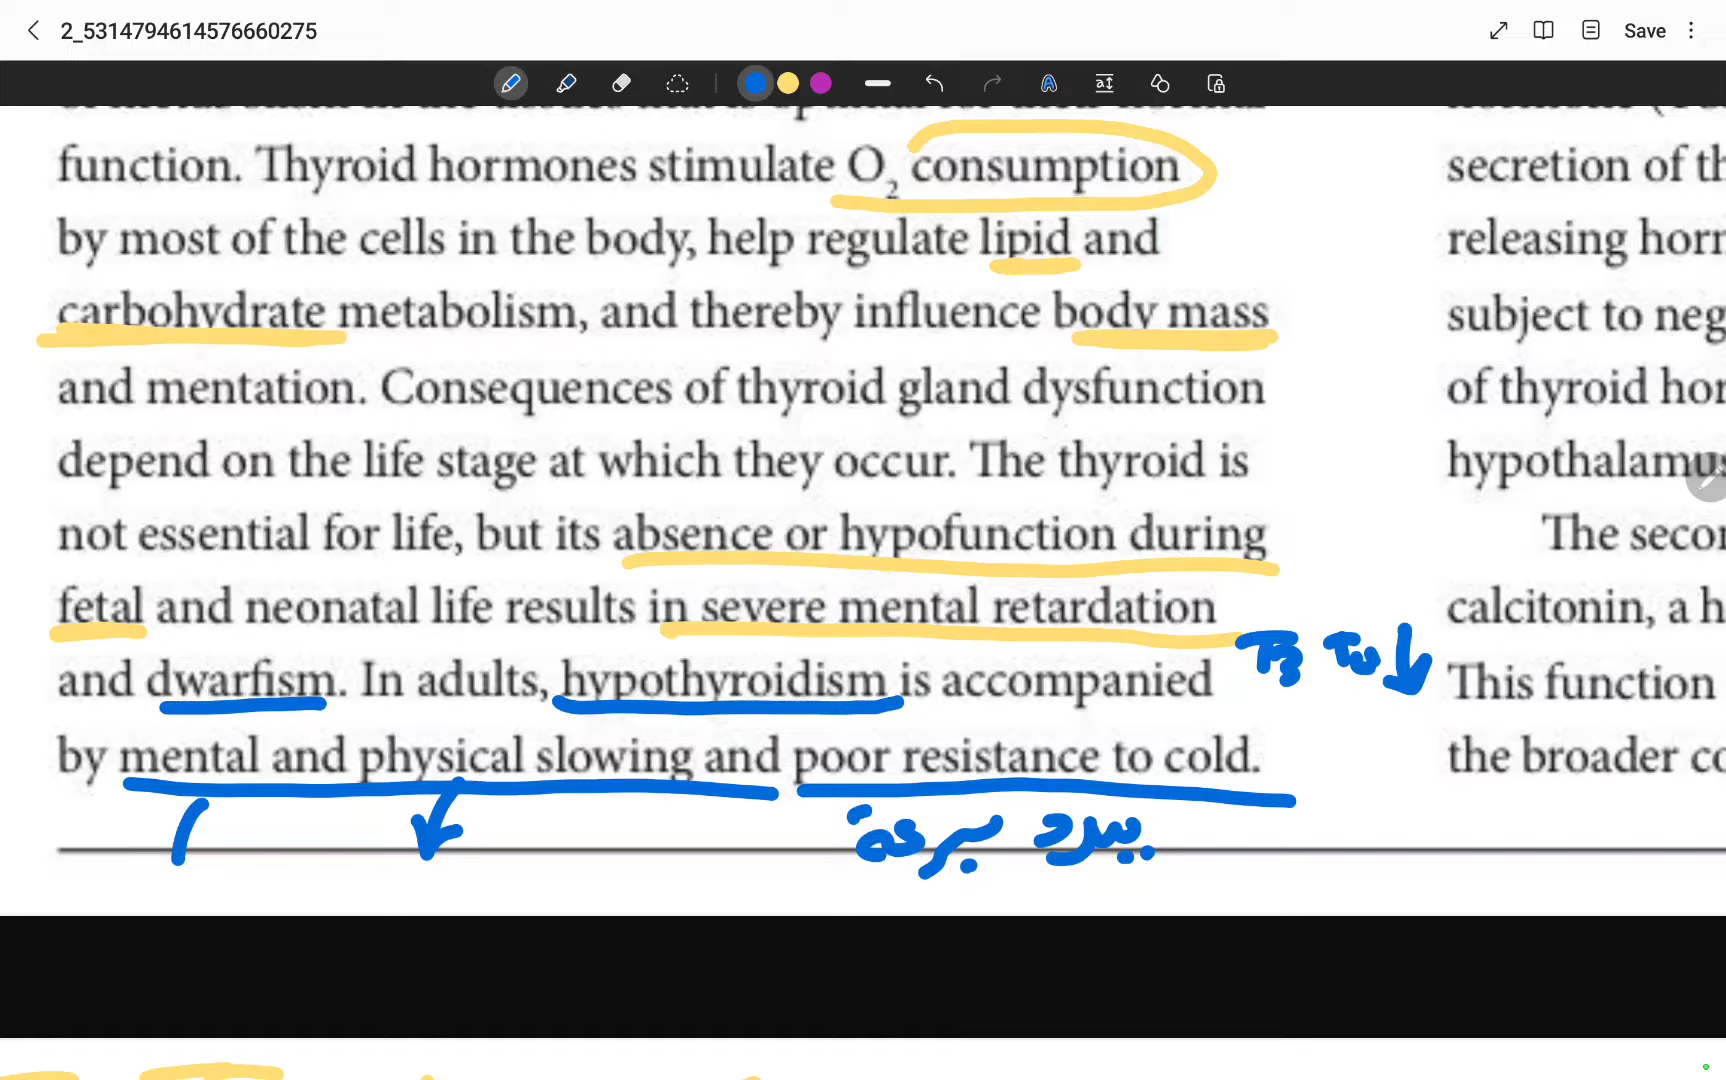 2_5314794614576660275
Save
function. Thyroid hormones stimulate O₂ consumption
by most of the cells in the body, help regulate lipid and
carbohydrate metabolism, and thereby influence body mass
and mentation. Consequences of thyroid gland dysfunction
depend on the life stage at which they occur. The thyroid is
not essential for life, but its absence or hypofunction during
fetal and neonatal life results in severe mental retardation
T3 T4 ↓
and dwarfism. In adults, hypothyroidism is accompanied
by mental and physical slowing and poor resistance to cold.
يبرد بسرعة
secretion of th
releasing horr
subject to neg
of thyroid hor
hypothalamus
The secon
calcitonin, a h
This function
the broader co